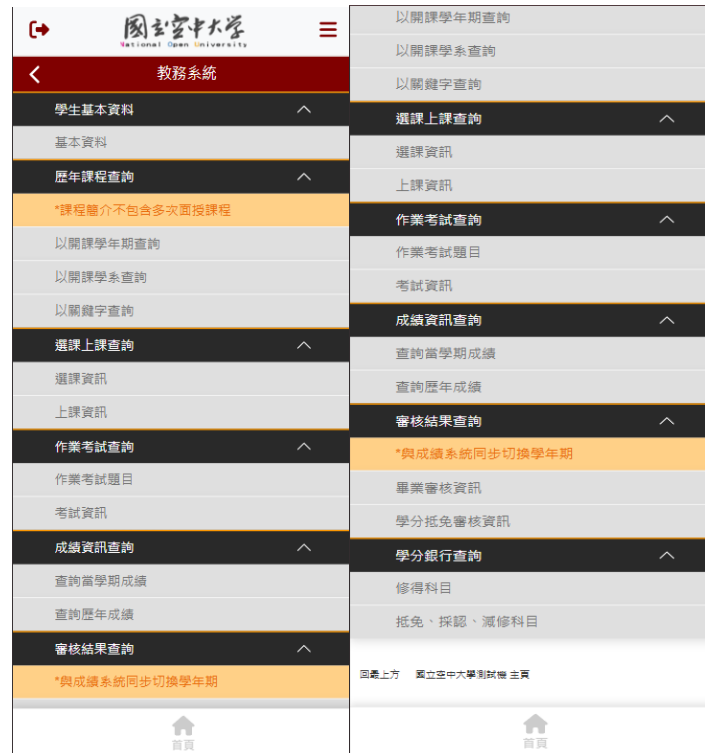 國立空中大學
National Open University
教務系統
學生基本資料
基本資料
歷年課程查詢
*課程簡介不包含多次面授課程
以開課學年期查詢
以開課學系查詢
以關鍵字查詢
選課上課查詢
選課資訊
上課資訊
作業考試查詢
作業考試題目
考試資訊
成績資訊查詢
查詢當學期成績
查詢歷年成績
審核結果查詢
*與成績系統同步切換學年期
首頁
以開課學年期查詢
以開課學系查詢
以關鍵字查詢
選課上課查詢
選課資訊
上課資訊
作業考試查詢
作業考試題目
考試資訊
成績資訊查詢
查詢當學期成績
查詢歷年成績
審核結果查詢
*與成績系統同步切換學年期
畢業審核資訊
學分抵免審核資訊
學分銀行查詢
修得科目
抵免、採認、減修科目
回最上方 國立空中大學測試機 主頁
首頁